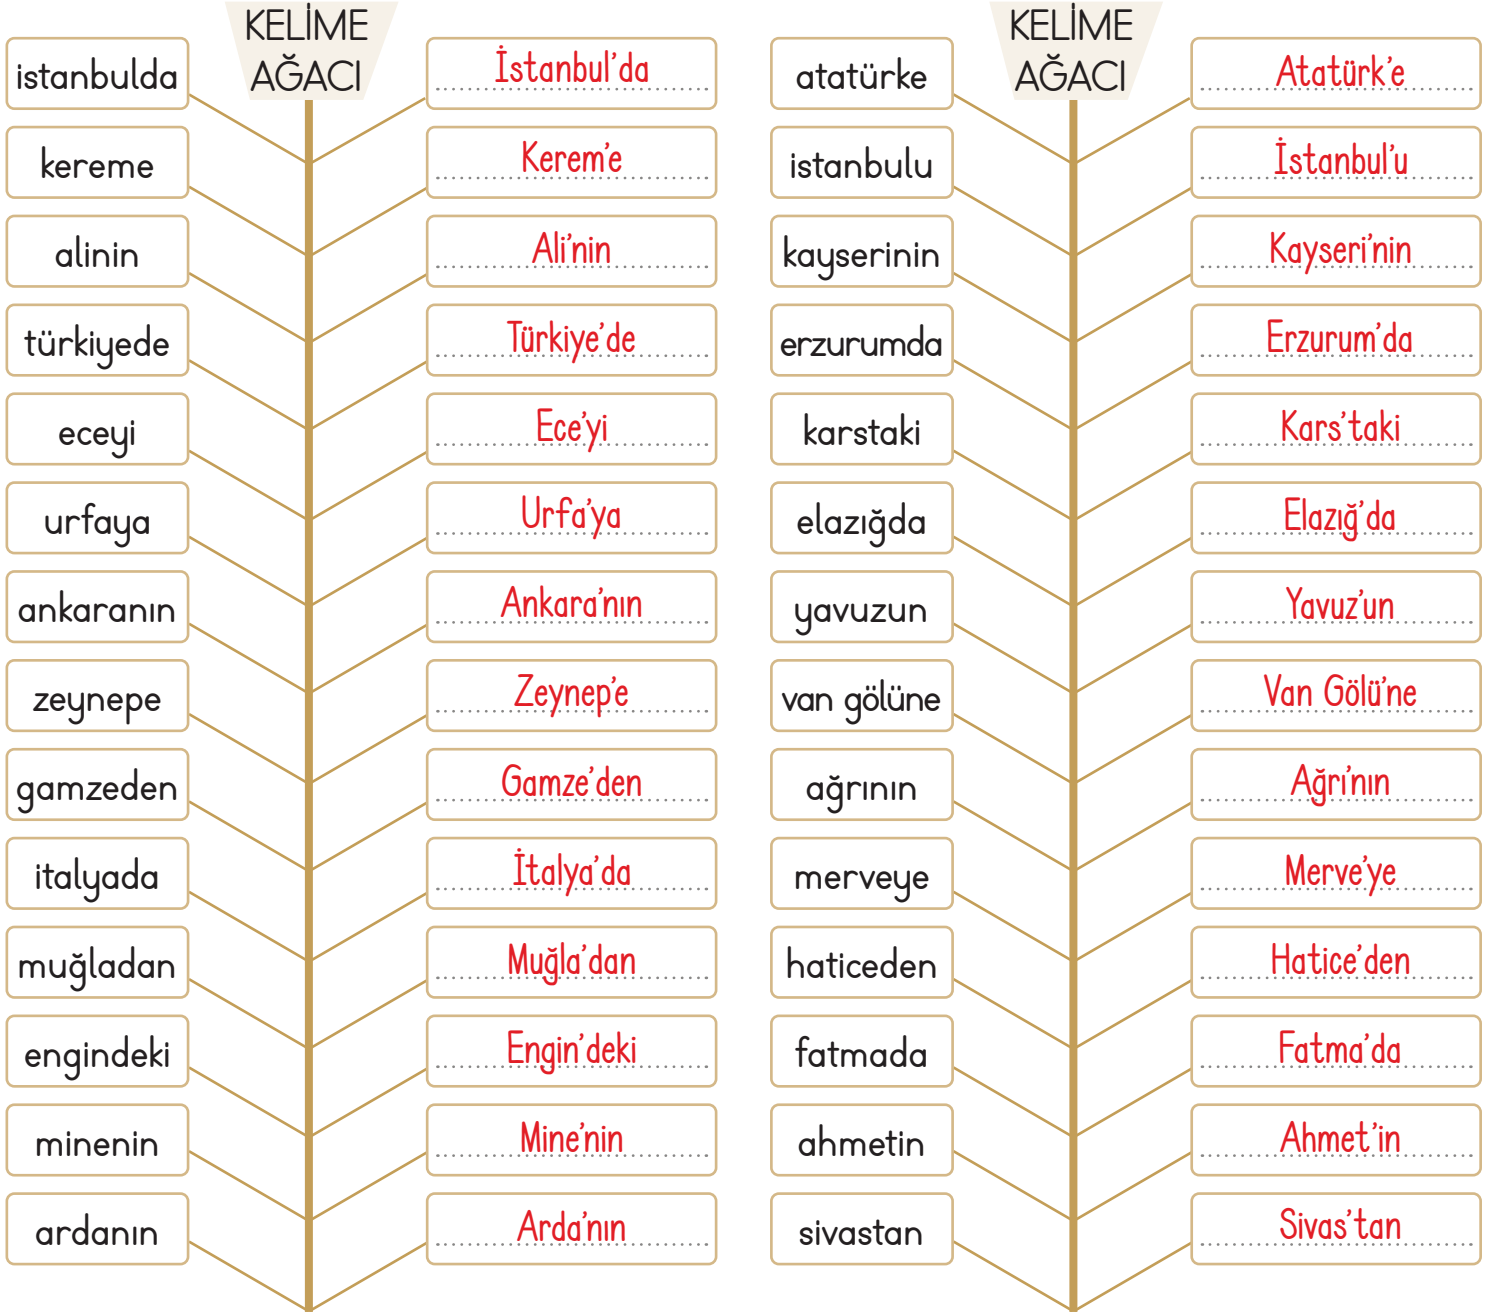 KELİME
AĞACI
istanbulda
İstanbul'da
kereme
Kerem'e
alinin
Ali'nin
türkiyede
Türkiye'de
eceyi
Ece'yi
urfaya
Urfa'ya
ankaranın
Ankara'nın
zeynepe
Zeynep'e
gamzeden
Gamze'den
italyada
İtalya'da
muğladan
Muğla'dan
engindeki
Engin'deki
minenin
Mine'nin
ardanın
Arda'nın
KELİME
AĞACI
atatürke
Atatürk'e
istanbulu
İstanbul'u
kayserinin
Kayseri'nin
erzurumda
Erzurum'da
karstaki
Kars'taki
elazığda
Elazığ'da
yavuzun
Yavuz'un
van gölüne
Van Gölü'ne
ağrının
Ağrı'nın
merveye
Merve'ye
haticeden
Hatice'den
fatmada
Fatma'da
ahmetin
Ahmet'in
sivastan
Sivas'tan